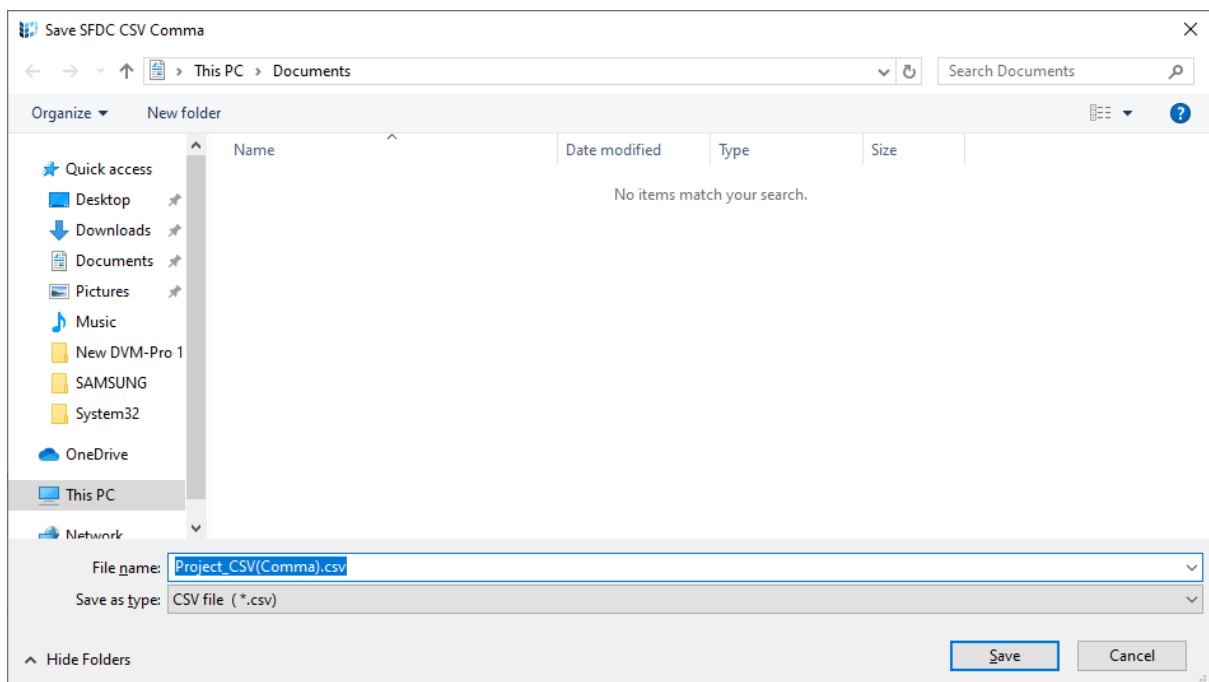 Save SFDC CSV Comma
This PC > Documents
Search Documents
Organize
New folder
Name
Date modified
Type
Size
No items match your search.
Quick access
Desktop
Downloads
Documents
Pictures
Music
New DVM-Pro 1
SAMSUNG
System32
OneDrive
This PC
Network
File name: Project_CSV(Comma).csv
Save as type: CSV file (*.csv)
Hide Folders
Save
Cancel